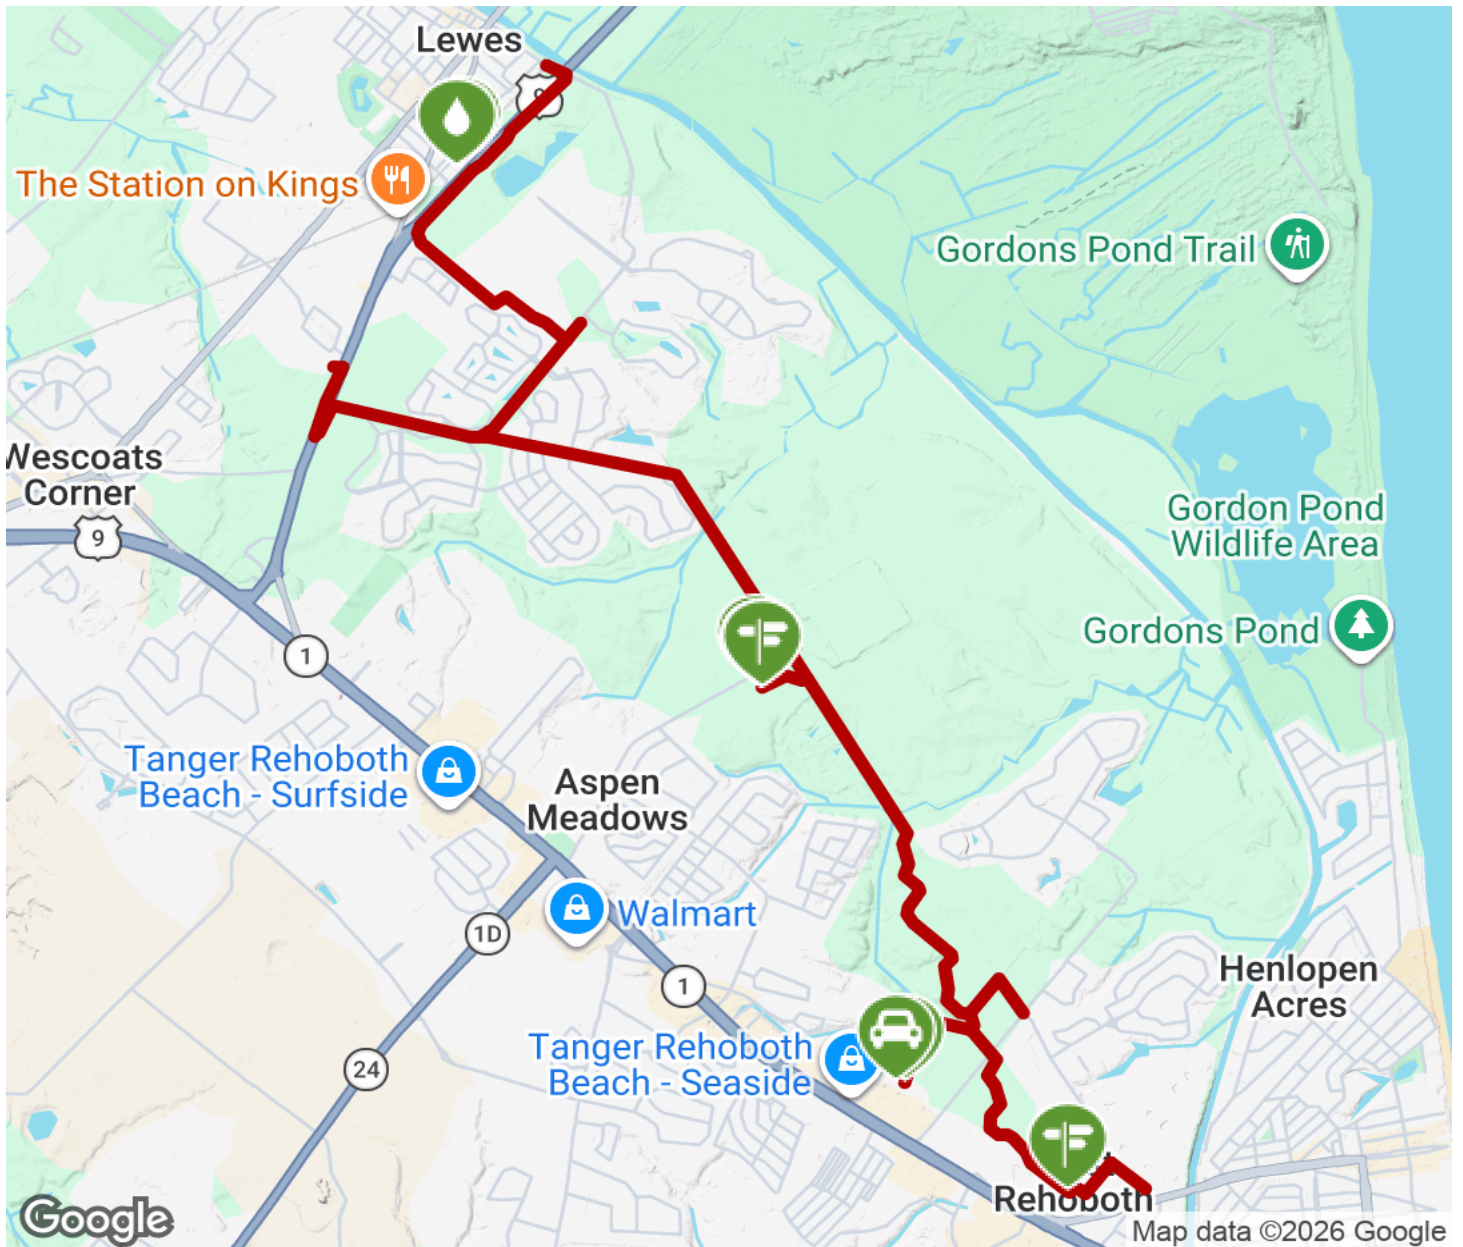 Lewes
The Station on Kings
Gordons Pond Trail
Wescoats
Corner
9
Gordon Pond
Wildlife Area
Gordons Pond
1
Tanger Rehoboth
Beach - Surfside
Aspen
Meadows
1D
Walmart
1
Henlopen
Acres
24
Tanger Rehoboth
Beach - Seaside
Rehoboth
Google
Map data ©2026 Google